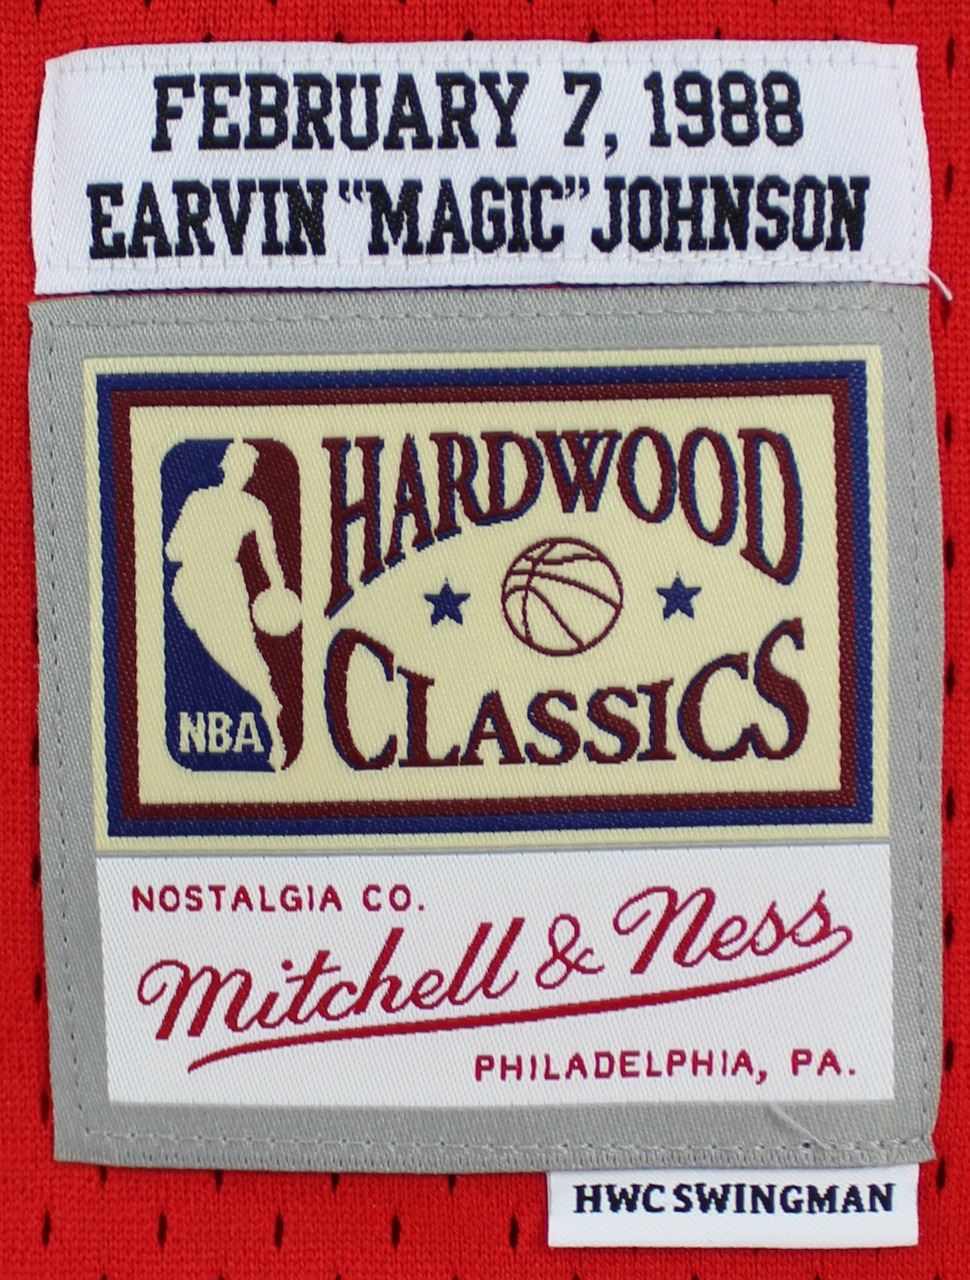 FEBRUARY 7, 1988
EARVIN “MAGIC” JOHNSON
HARDWOOD
CLASSICS
NBA
NOSTALGIA CO.
Mitchell & Ness
PHILADELPHIA, PA.
HWC SWINGMAN